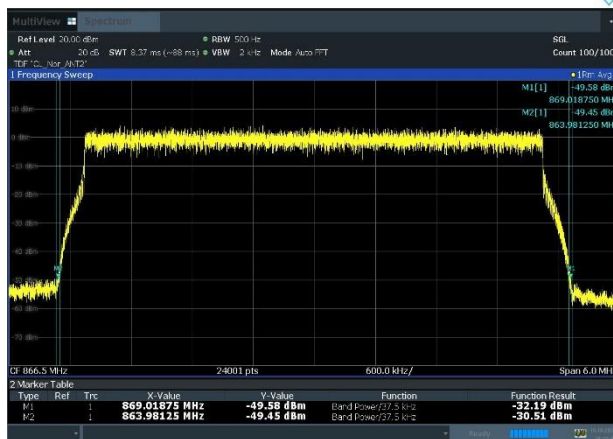 MultiView Spectrum
Ref Level 20.00 dBm RBW 500 Hz SGL
Att 20 dB SWT 8.37 ms (~88 ms) VBW 2 kHz Mode Auto FFT Count 100/100
TDF "CL_Nor_ANT2"
1 Frequency Sweep 1Rm Avg
M1[1] -49.58 dBm
869.018750 MH
M2[1] -49.45 dBm
863.981250 MH
10 dBm
0 dBm
-10 dBm
-20 dBm
-30 dBm
-40 dBm
M2
-60 dBm
-70 dBm
CF 866.5 MHz 24001 pts 600.0 kHz/ Span 6.0 MH
2 Marker Table
Type Ref Trc X-Value Y-Value Function Function Result
M1 1 869.01875 MHz -49.58 dBm Band Power/37.5 kHz -32.19 dBm
M2 1 863.98125 MHz -49.45 dBm Band Power/37.5 kHz -30.51 dBm
Ready